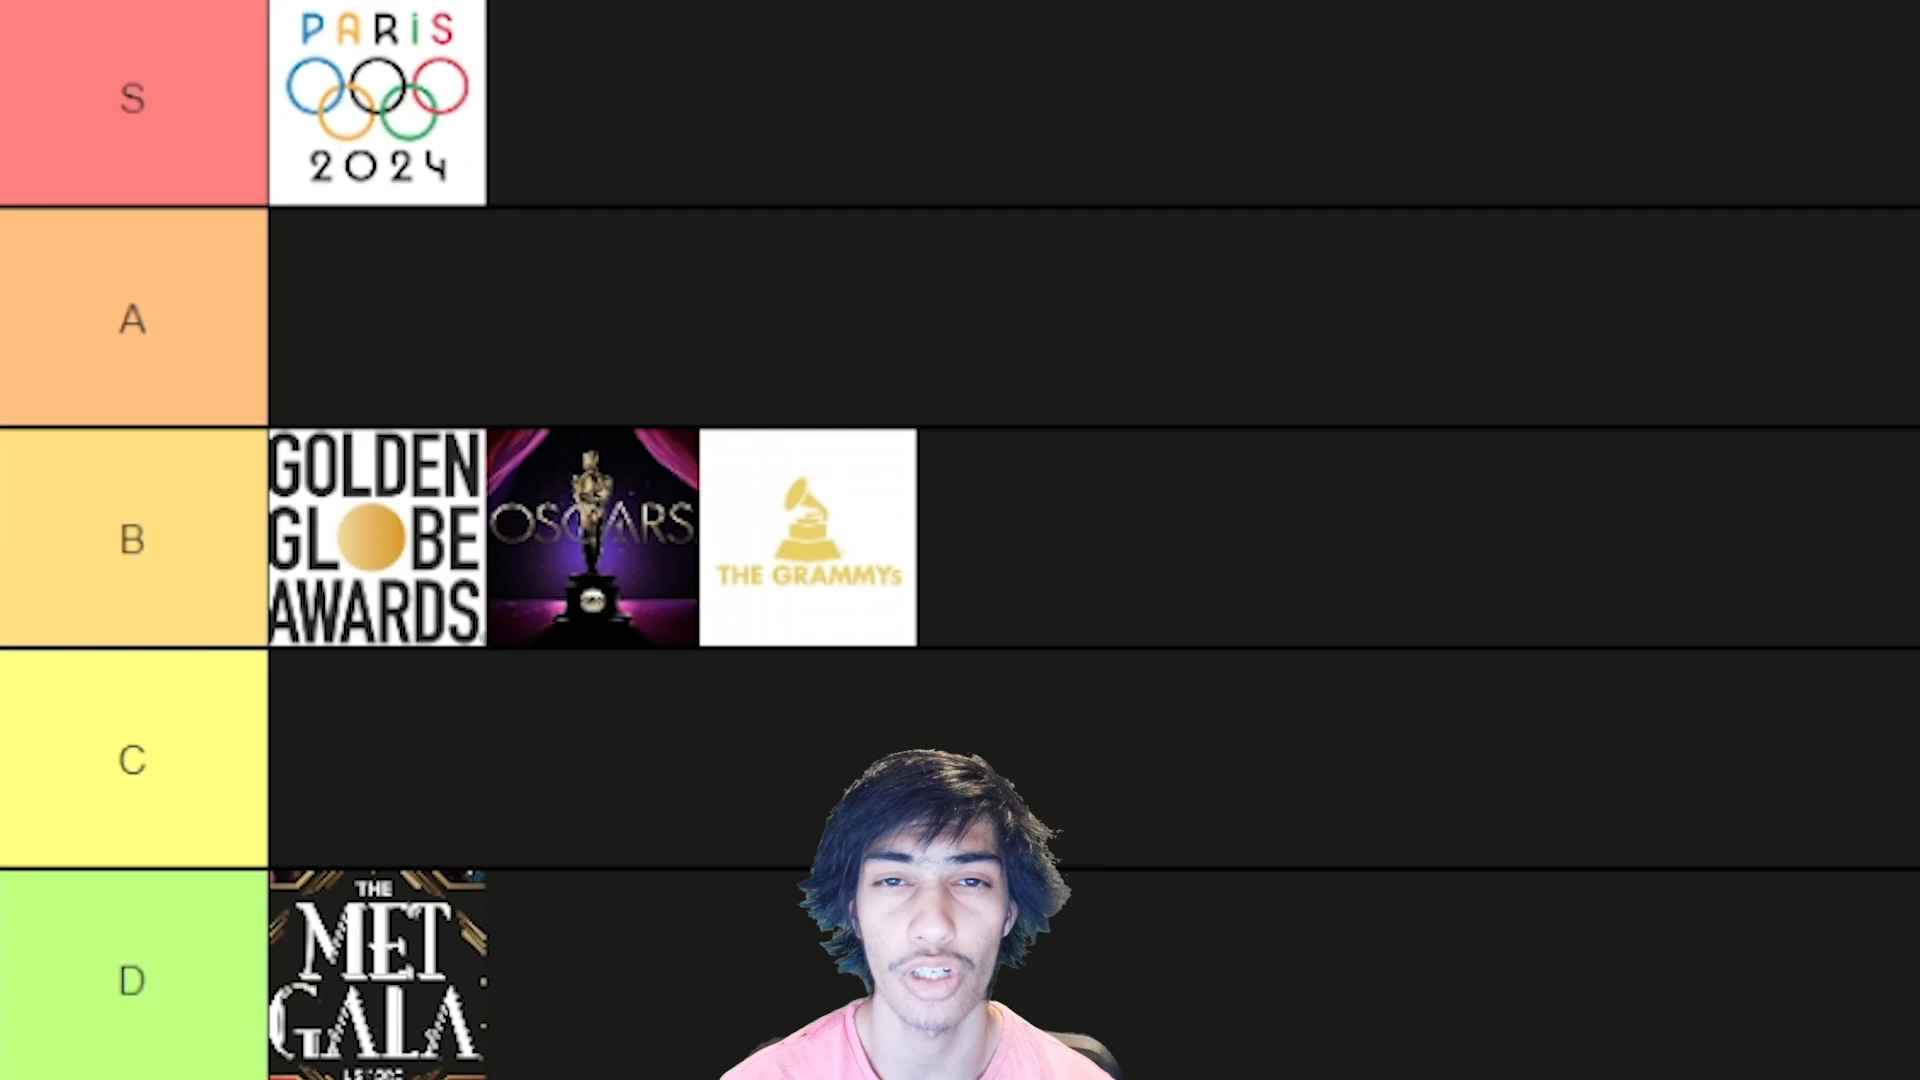 S
PARiS
2024
A
B
GOLDEN
GLOBE
AWARDS
OSCARS
THE GRAMMYs
C
D
THE
MET
GALA